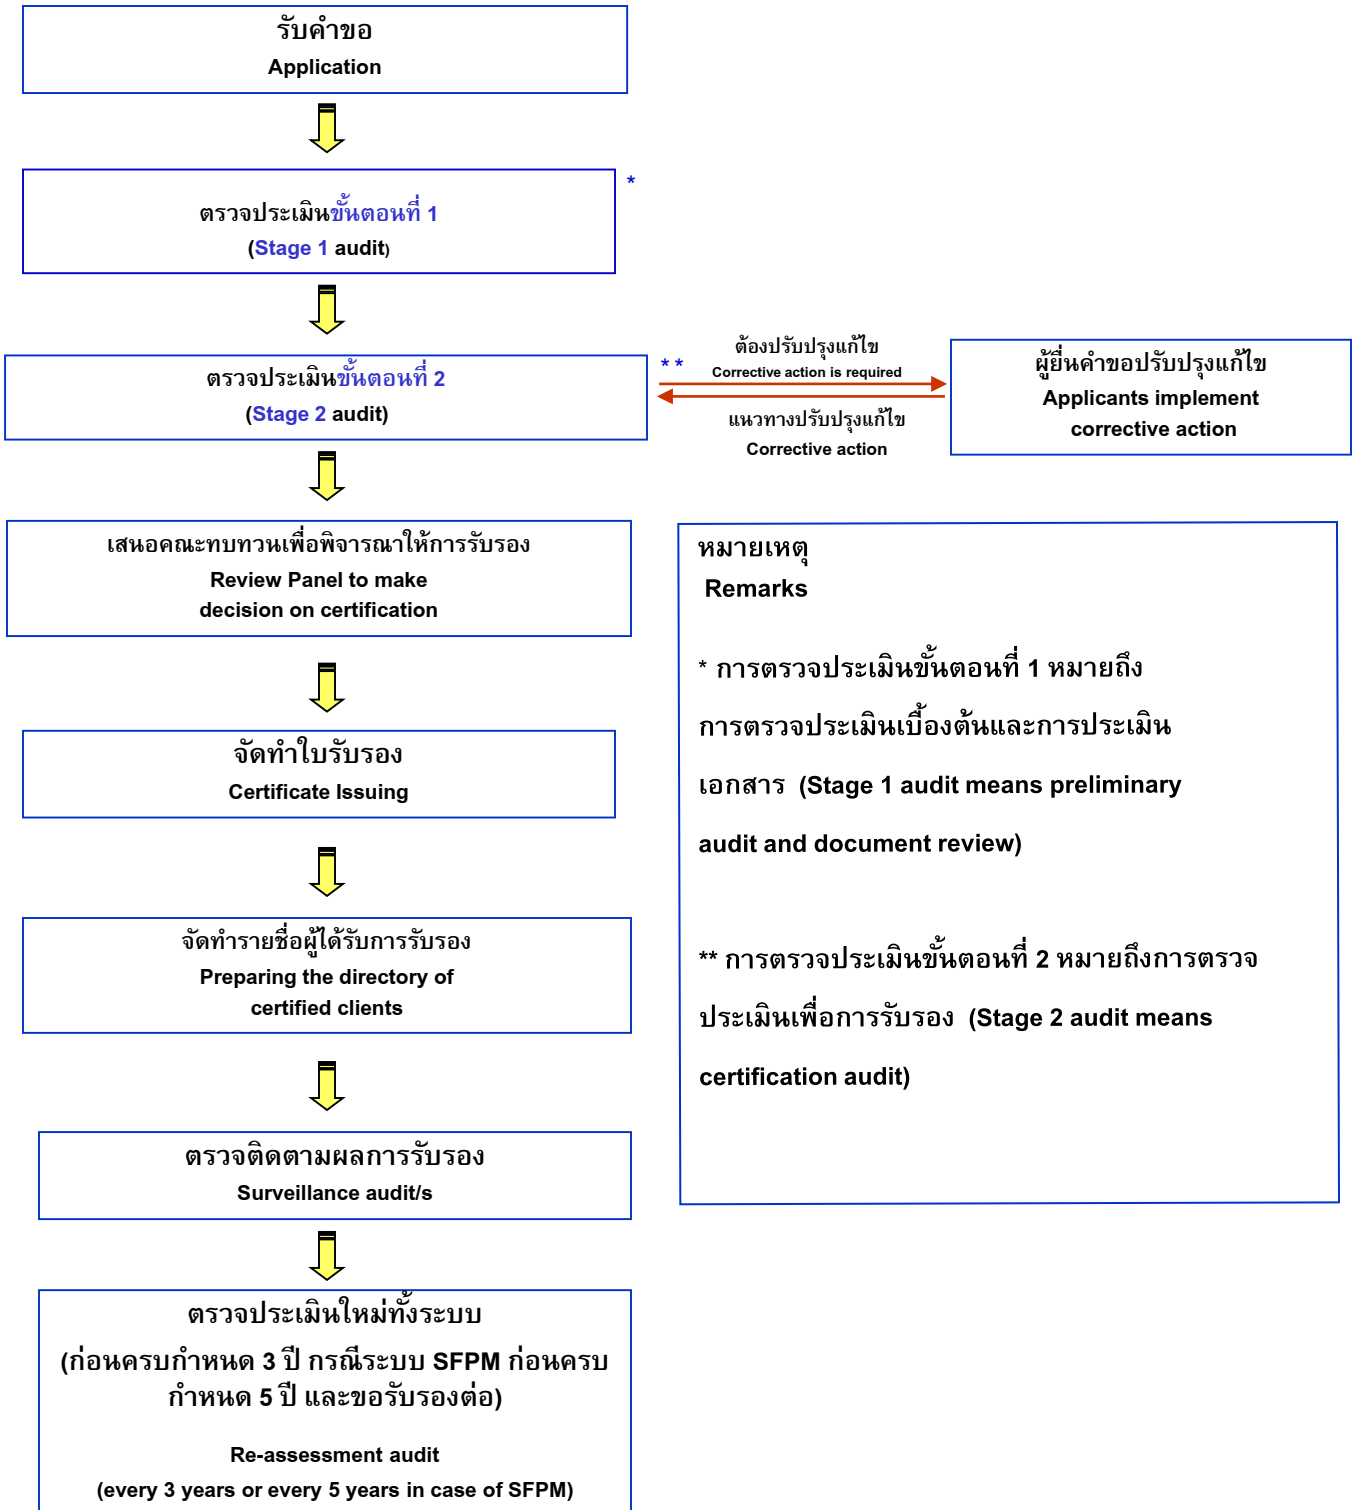 รับคำขอ
Application
ตรวจประเมินขั้นตอนที่ 1
*
(Stage 1 audit)
ตรวจประเมินขั้นตอนที่ 2
(Stage 2 audit)
* *
ต้องปรับปรุงแก้ไข
Corrective action is required
แหวทางปรับปรุงแก้ไข
Corrective action
ผู้ยื่นคำขอปรับปรุงแก้ไข
Applicants implement
corrective action
เสนอคณะทบทวนเพื่อพิจารณาให้การรับรอง
Review Panel to make
decision on certification
จัดทำใบรับรอง
Certificate Issuing
จัดทำรายชื่อผู้ได้รับการรับรอง
Preparing the directory of
certified clients
ตรวจติดตามผลการรับรอง
Surveillance audit/s
ตรวจประเมินใหม่ทั้งระบบ
(ก่อนครบกำหนด 3 ปี กรณีระบบ SFPM ก่อนครบ
กำหนด 5 ปี และขอรับรองต่อ)
Re-assessment audit
(every 3 years or every 5 years in case of SFPM)
หมายเหตุ
Remarks
* การตรวจประเมินขั้นตอนที่ 1 หมายถึง
การตรวจประเมินเบื้องต้นและการประเมิน
เอกสาร (Stage 1 audit means preliminary
audit and document review)
** การตรวจประเมินขั้นตอนที่ 2 หมายถึงการตรวจ
ประเมินเพื่อการรับรอง (Stage 2 audit means
certification audit)